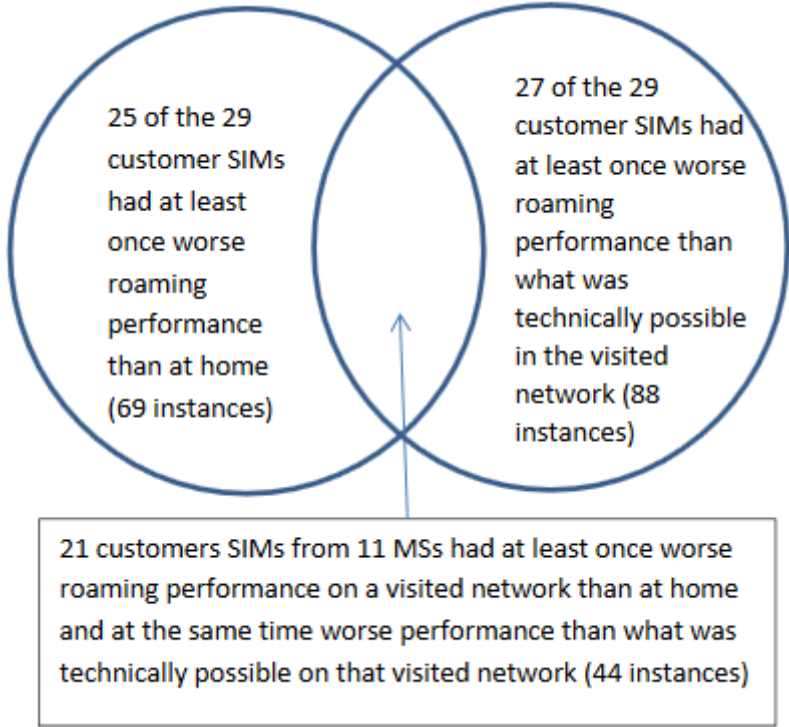 25 of the 29
customer SIMs
had at least
once worse
roaming
performance
than at home
(69 instances)
27 of the 29
customer SIMs had
at least once worse
roaming
performance than
what was
technically possible
in the visited
network (88
instances)
21 customers SIMs from 11 MSs had at least once worse
roaming performance on a visited network than at home
and at the same time worse performance than what was
technically possible on that visited network (44 instances)